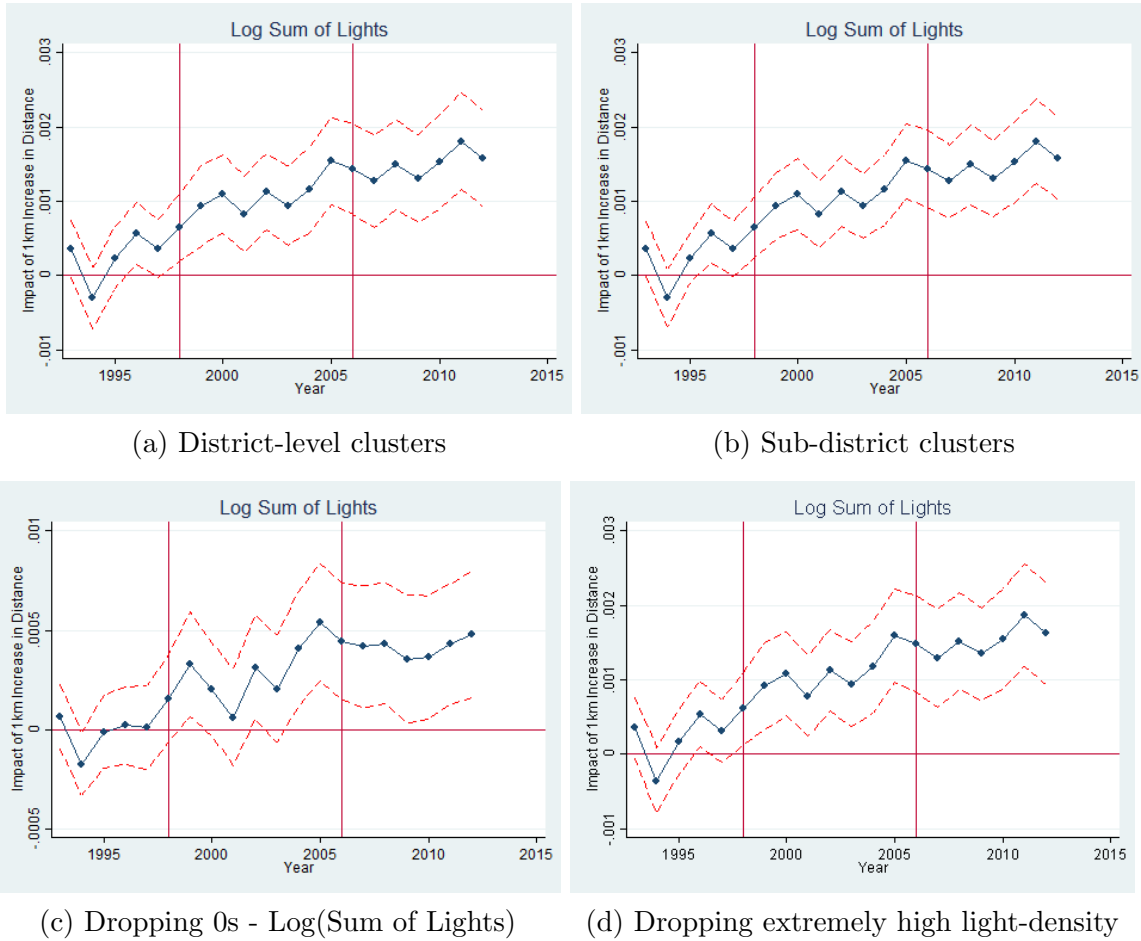 Log Sum of Lights
Impact of 1km Increase in Distance
.003
.002
.001
0
-.001
1995 2000 2005 2010 2015
Year
(a) District-level clusters
Log Sum of Lights
Impact of 1km Increase in Distance
.003
.002
.001
0
-.001
1995 2000 2005 2010 2015
Year
(b) Sub-district clusters
Log Sum of Lights
Impact of 1km Increase in Distance
.001
.0005
0
-.0005
1995 2000 2005 2010 2015
Year
(c) Dropping 0s - Log(Sum of Lights)
Log Sum of Lights
Impact of 1km Increase in Distance
.003
.002
.001
0
-.001
1995 2000 2005 2010 2015
Year
(d) Dropping extremely high light-density